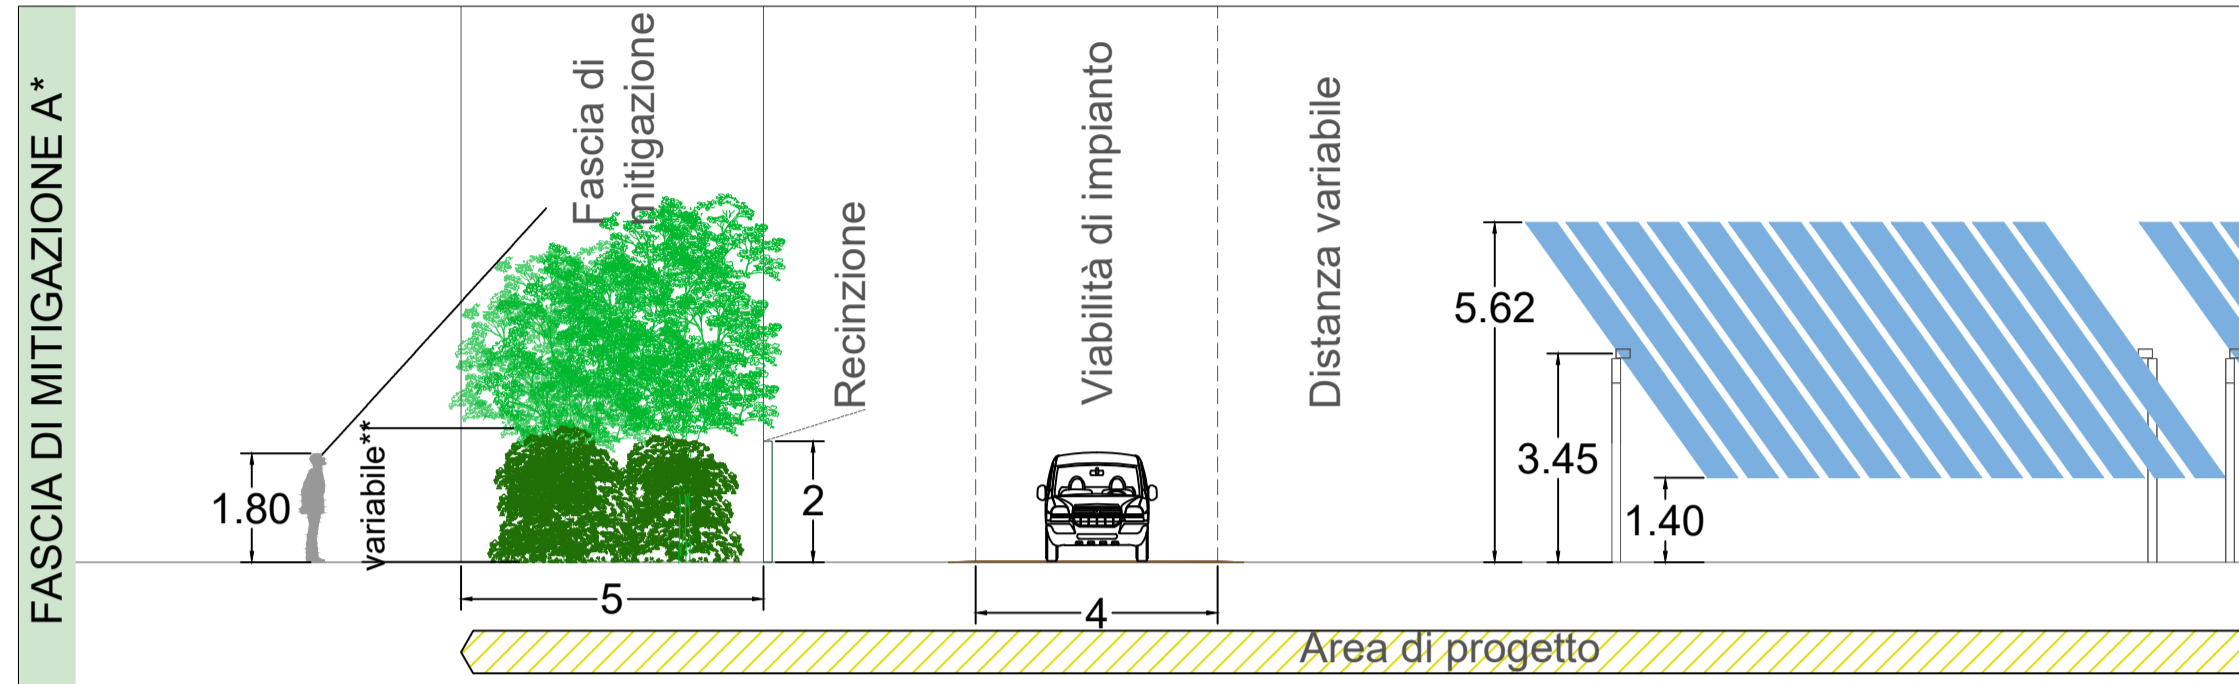 FASCIA DI MITIGAZIONE A*
Fascia di
mitigazione
Recinzione
Viabilità di impianto
Distanza variabile
1.80
variabile**
2
5
4
5.62
3.45
1.40
Area di progetto